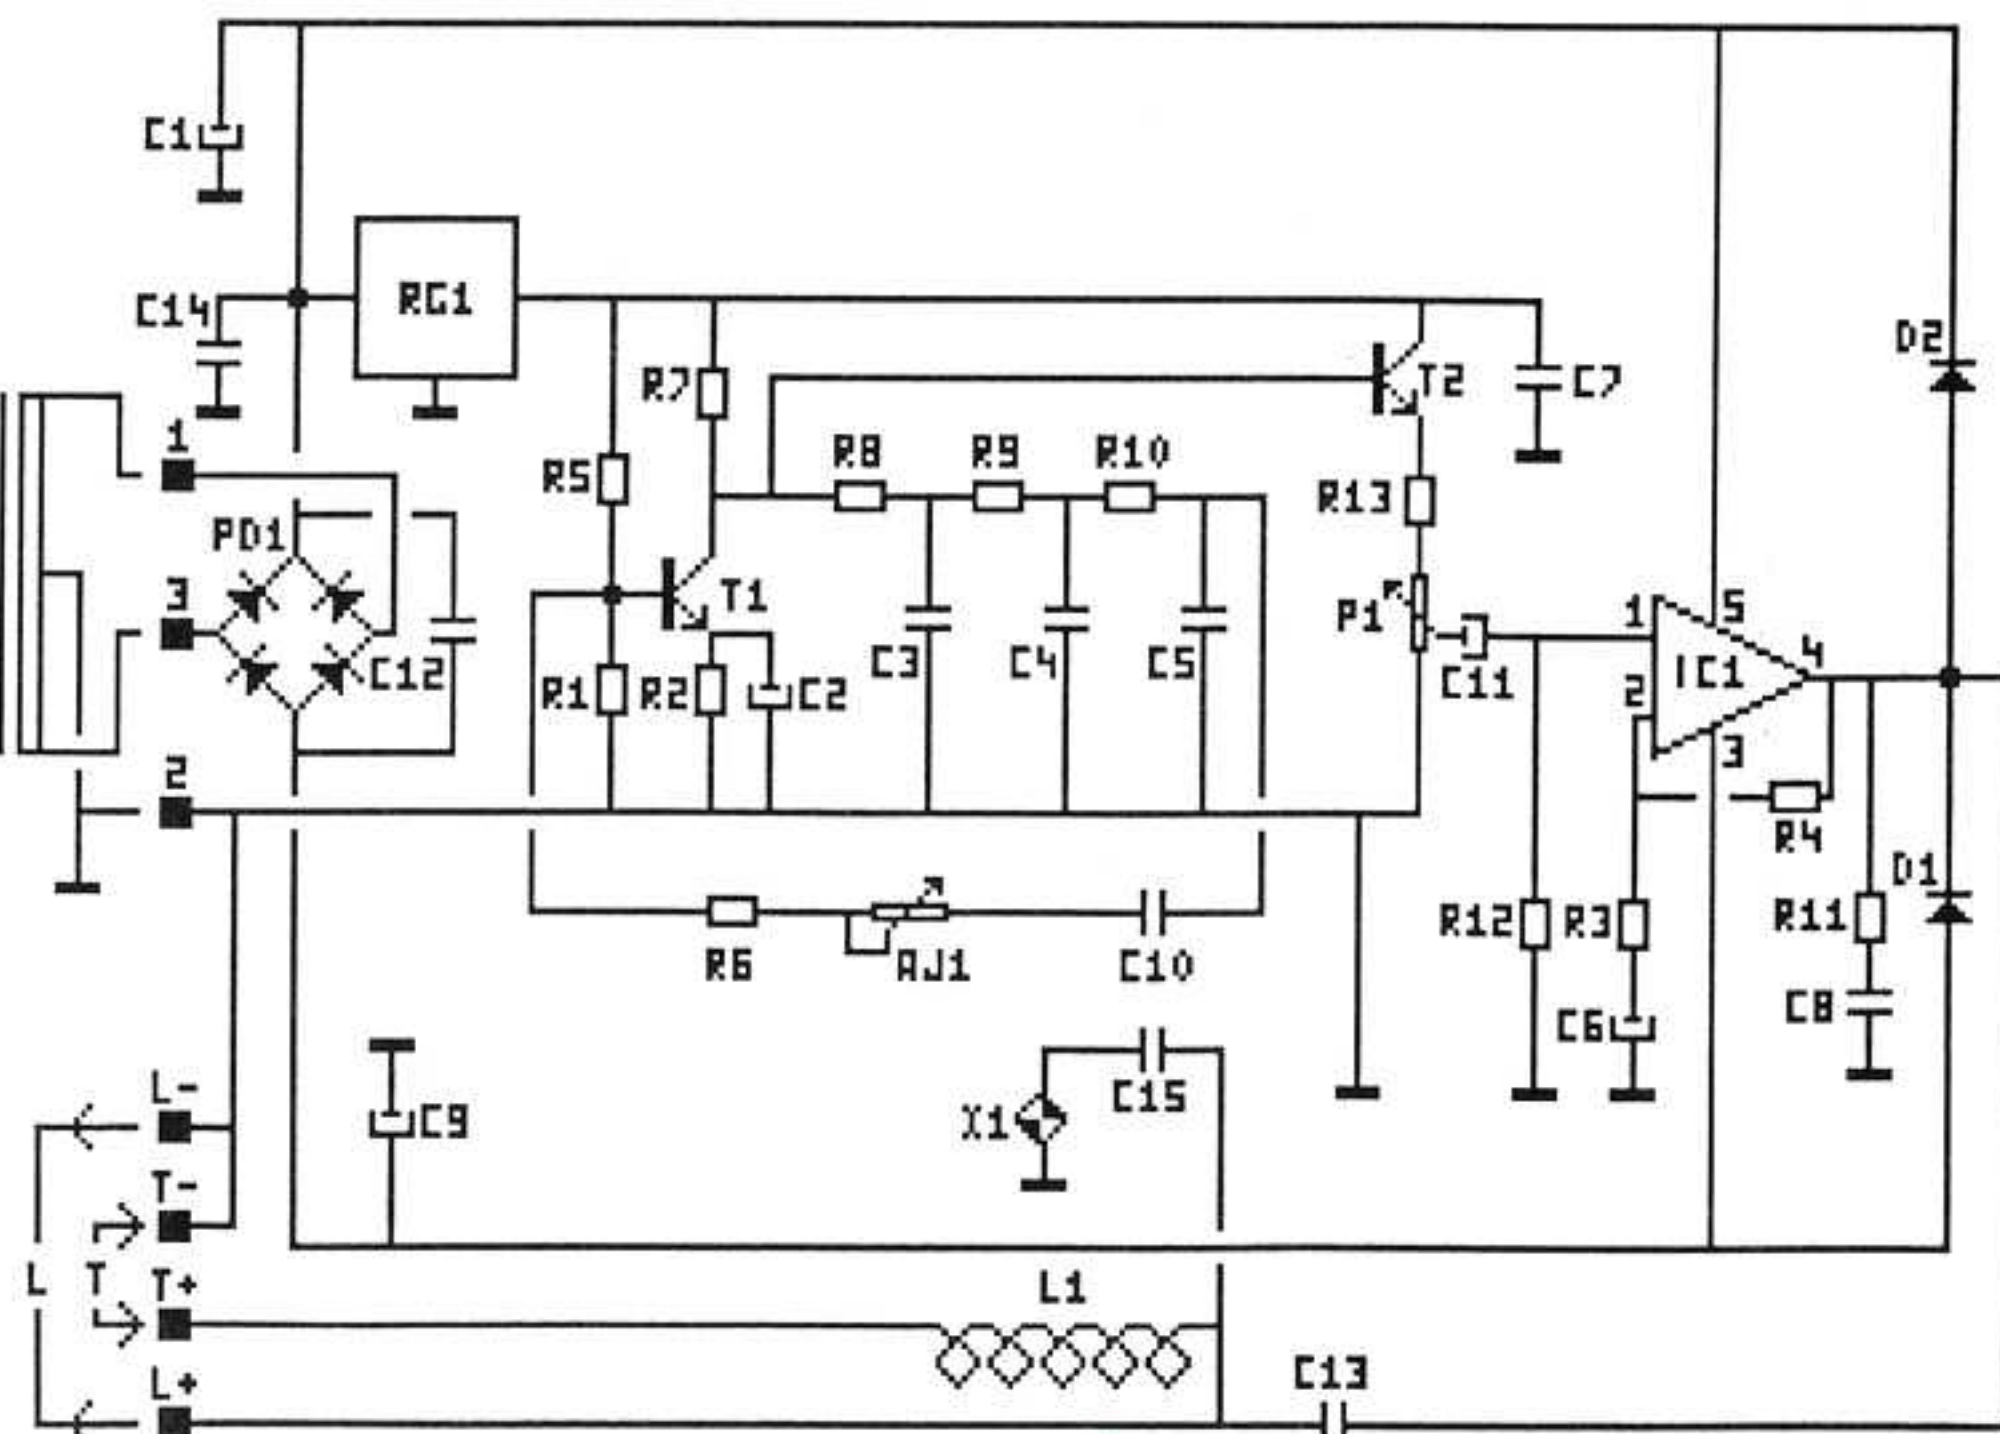 C1
C14
RG1
D2
R7
T2
C7
1
R8
R9
R10
R5
R13
PD1
3
T1
P1
1
5
C12
R1
R2
C2
C3
C4
C5
C11
2
IC1
4
3
2
R4
D1
R6
AJ1
C10
R12
R3
R11
C6
C8
L-
C9
X1
C15
T-
L
T
T+
L1
L+
C13